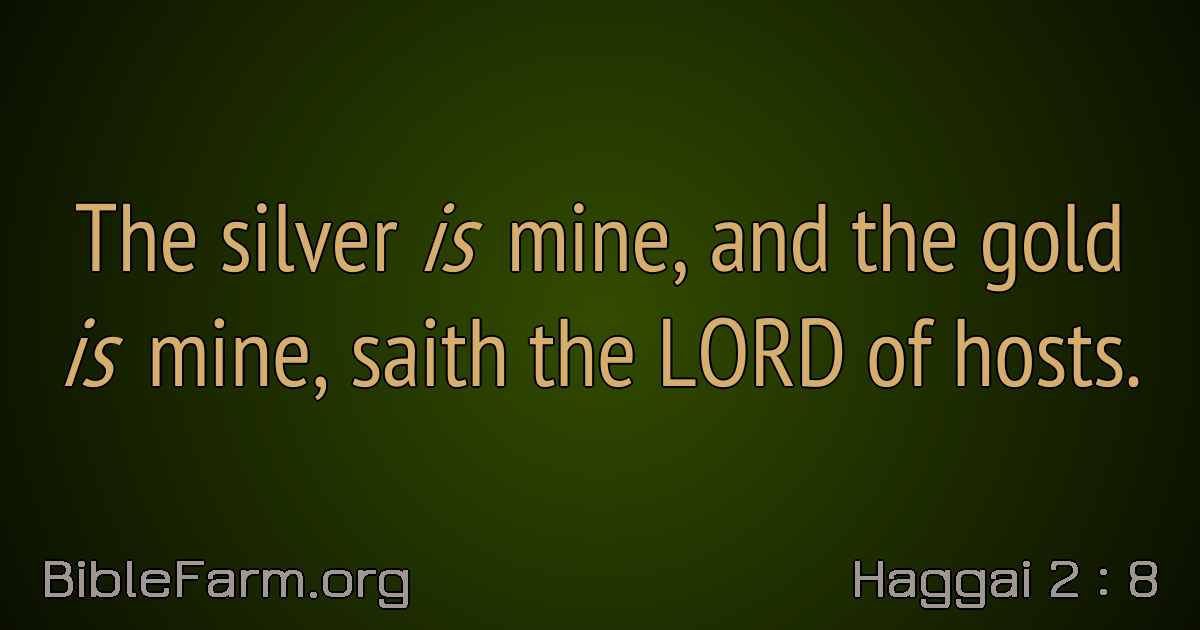 The silver is mine, and the gold
is mine, saith the LORD of hosts.
BibleFarm.org
Haggai 2 : 8